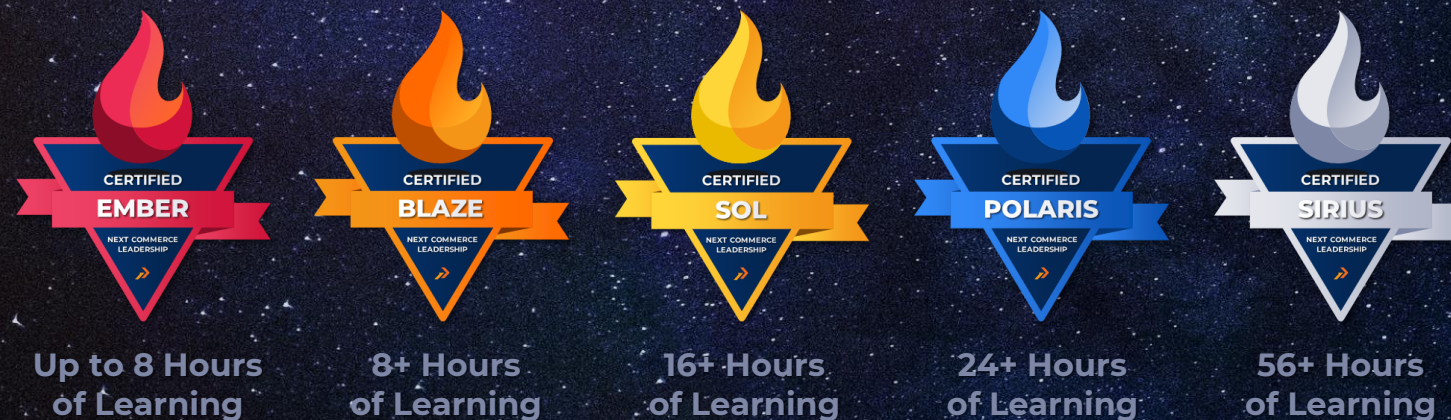 CERTIFIED
EMBER
NEXT COMMERCE
LEADERSHIP
Up to 8 Hours
of Learning
CERTIFIED
BLAZE
NEXT COMMERCE
LEADERSHIP
8+ Hours
of Learning
CERTIFIED
SOL
NEXT COMMERCE
LEADERSHIP
16+ Hours
of Learning
CERTIFIED
POLARIS
NEXT COMMERCE
LEADERSHIP
24+ Hours
of Learning
CERTIFIED
SIRIUS
NEXT COMMERCE
LEADERSHIP
56+ Hours
of Learning